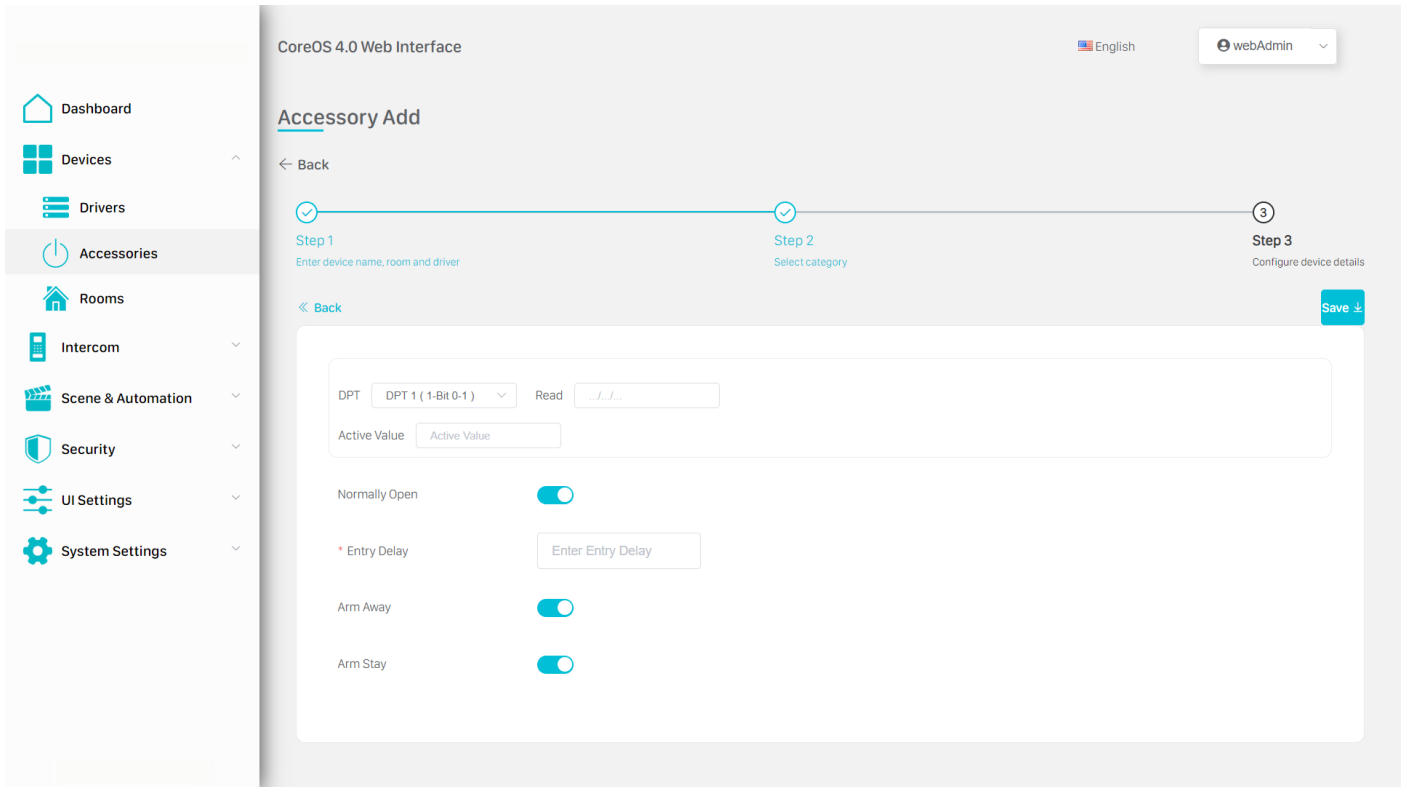 CoreOS 4.0 Web Interface
English
webAdmin
Dashboard
Devices
Drivers
Accessories
Rooms
Intercom
Scene & Automation
Security
UI Settings
System Settings
Accessory Add
Back
3
Step 1
Step 2
Step 3
Enter device name, room and driver
Select category
Configure device details
Back
Save
DPT DPT 1 ( 1-Bit 0-1 ) Read .../.../...
Active Value Active Value
Normally Open
* Entry Delay Enter Entry Delay
Arm Away
Arm Stay